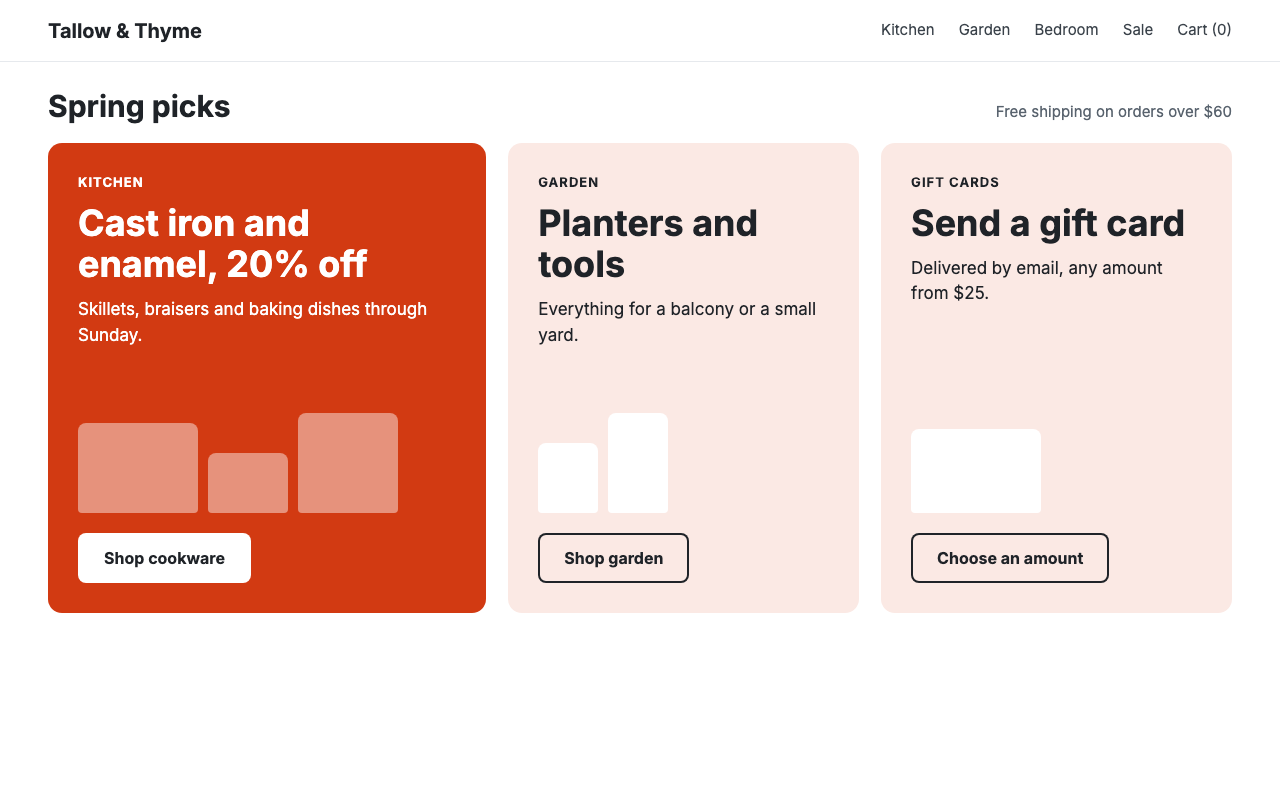 Tallow & Thyme
Kitchen Garden Bedroom Sale Cart (0)
Spring picks
Free shipping on orders over $60
KITCHEN
Cast iron and
enamel, 20% off
Skillets, braisers and baking dishes through
Sunday.
Shop cookware
GARDEN
Planters and
tools
Everything for a balcony or a small
yard.
Shop garden
GIFT CARDS
Send a gift card
Delivered by email, any amount
from $25.
Choose an amount